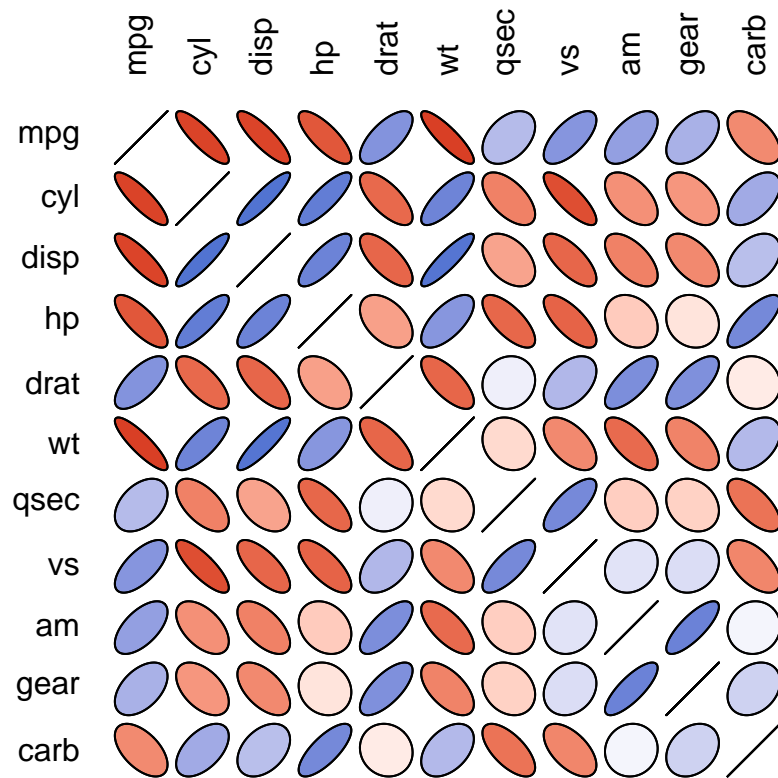 mpg cyl disp hp drat wt qsec vs am gear carb
mpg
cyl
disp
hp
drat
wt
qsec
vs
am
gear
carb